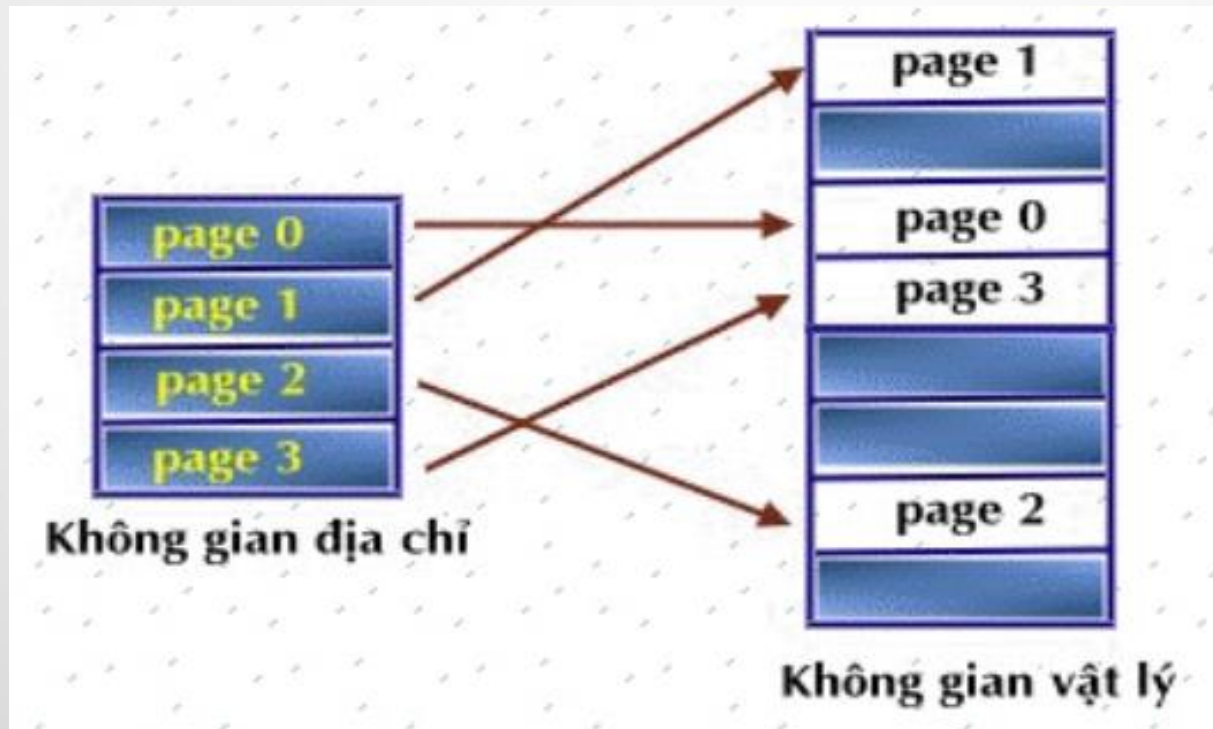 page 0
page 1
page 2
page 3
Không gian địa chỉ
page 1
page 0
page 3
page 2
Không gian vật lý